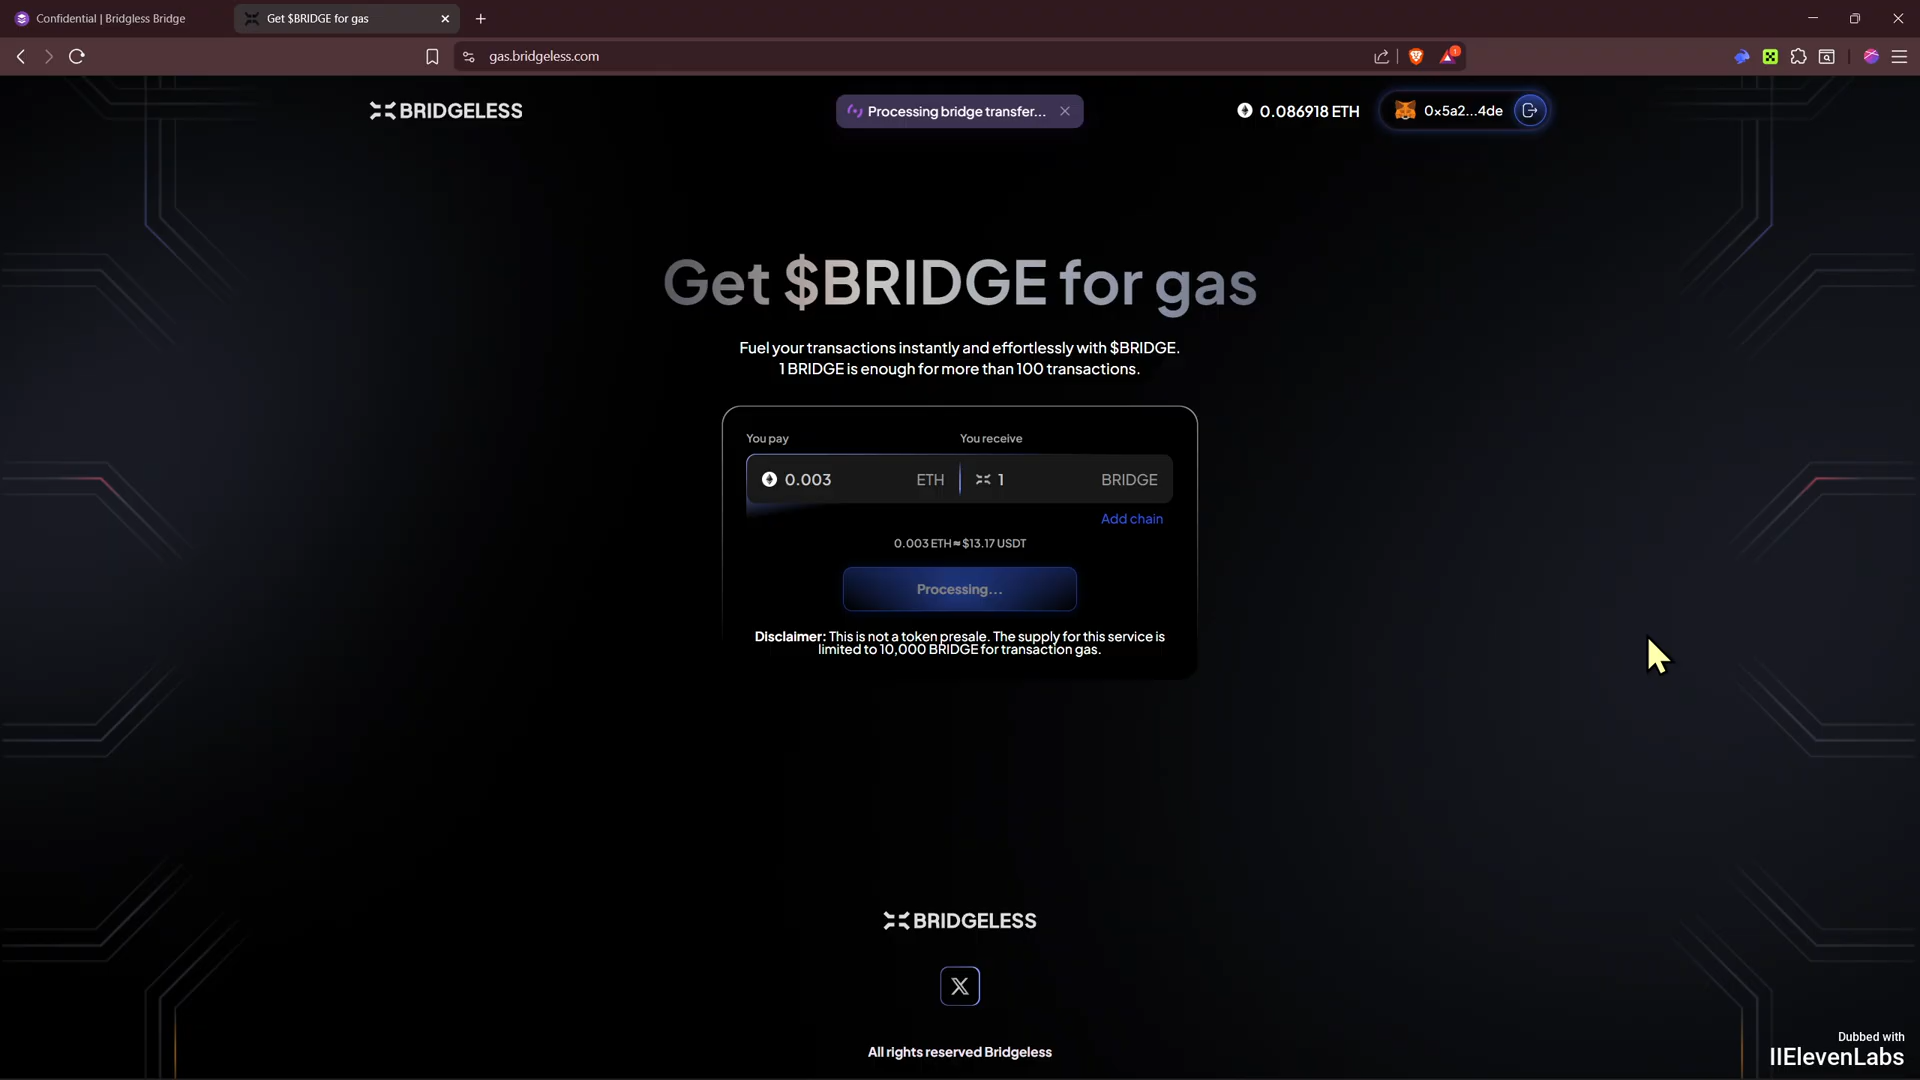 Confidential | Bridgless Bridge
Get $BRIDGE for gas
gas.bridgeless.com
1
BRIDGELESS
Processing bridge transfer...
0.086918 ETH
0x5a2...4de
Get $BRIDGE for gas
Fuel your transactions instantly and effortlessly with $BRIDGE.
1 BRIDGE is enough for more than 100 transactions.
You pay
You receive
0.003 ETH
1 BRIDGE
Add chain
0.003 ETH ≈ $13.17 USDT
Processing...
Disclaimer: This is not a token presale. The supply for this service is
limited to 10,000 BRIDGE for transaction gas.
BRIDGELESS
All rights reserved Bridgeless
Dubbed with
IIElevenLabs